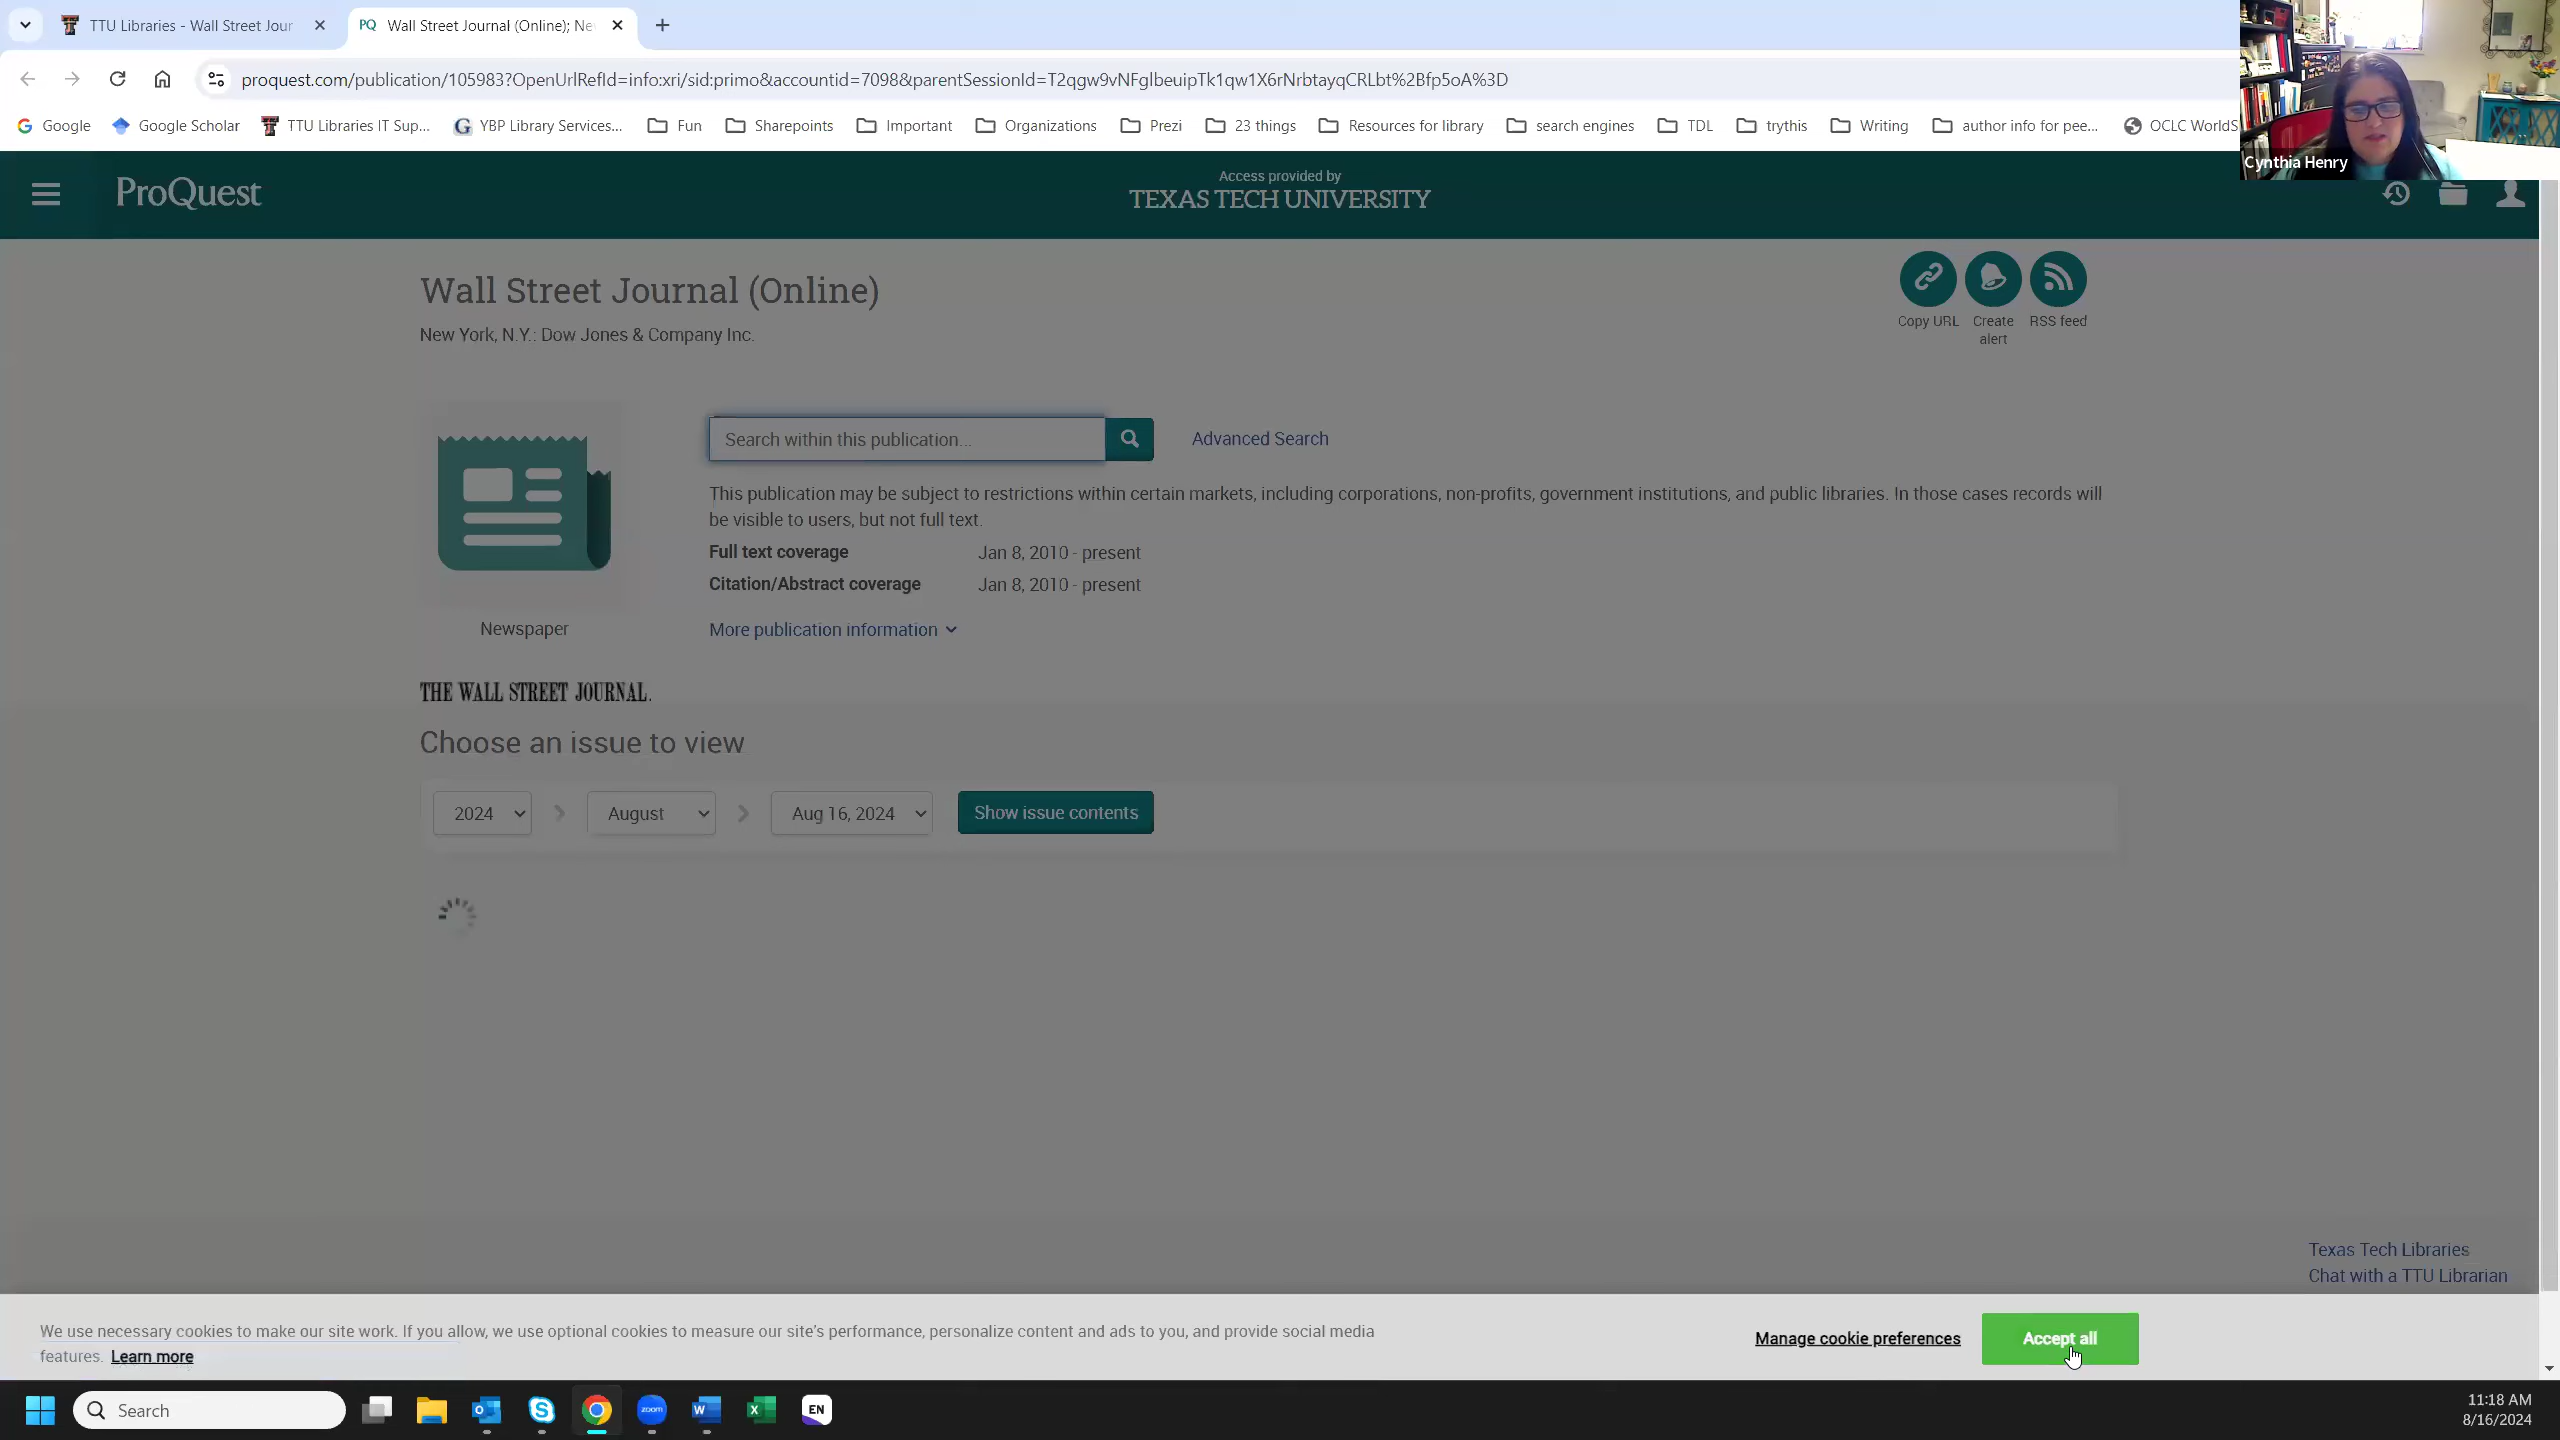 TTU Libraries - Wall Street Jour
PQ Wall Street Journal (Online); Ne
proquest.com/publication/105983?OpenUrlRefId=info:xri/sid:primo&accountid=7098&parentSessionId=T2qgw9vNFglbeuipTk1qw1X6rNrbtayqCRLbt%2Bfp5oA%3D
Google
Google Scholar
TTU Libraries IT Sup...
YBP Library Services...
Fun
Sharepoints
Important
Organizations
Prezi
23 things
Resources for library
search engines
TDL
trythis
Writing
author info for pee...
OCLC WorldS
Cynthia Henry
ProQuest
Access provided by
TEXAS TECH UNIVERSITY
Wall Street Journal (Online)
New York, N.Y.: Dow Jones & Company Inc.
Copy URL
Create alert
RSS feed
Search within this publication...
Advanced Search
This publication may be subject to restrictions within certain markets, including corporations, non-profits, government institutions, and public libraries. In those cases records will
be visible to users, but not full text.
Full text coverage Jan 8, 2010 - present
Citation/Abstract coverage Jan 8, 2010 - present
More publication information
Newspaper
THE WALL STREET JOURNAL.
Choose an issue to view
2024 August Aug 16, 2024 Show issue contents
Texas Tech Libraries
Chat with a TTU Librarian
We use necessary cookies to make our site work. If you allow, we use optional cookies to measure our site's performance, personalize content and ads to you, and provide social media
features. Learn more
Manage cookie preferences
Accept all
Search
zoom
EN
11:18 AM
8/16/2024